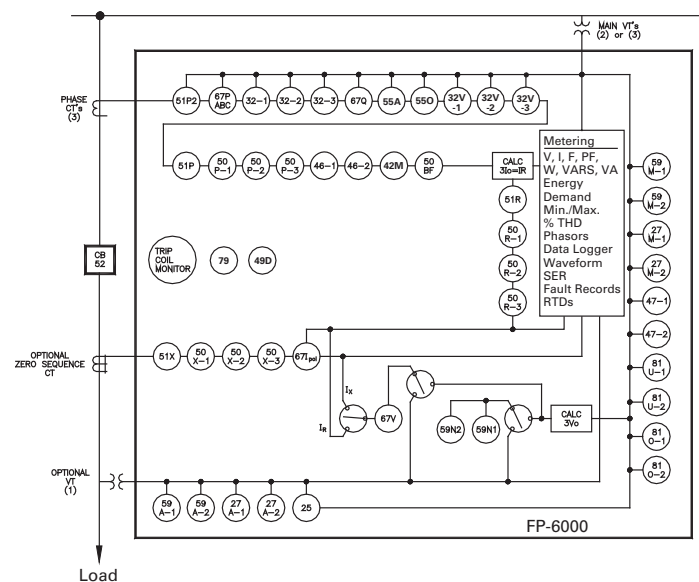 MAIN VT's
(2) or (3)
PHASE
CT's
(3)
51P2
67P
ABC
32-1
32-2
32-3
67Q
55A
55O
32V
-1
32V
-2
32V
-3
51P
50
P-1
50
P-2
50
P-3
46-1
46-2
42M
50
BF
CALC
3Io=IR
Metering
V, I, F, PF,
W, VARS, VA
Energy
Demand
Min./Max.
% THD
Phasors
Data Logger
Waveform
SER
Fault Records
RTDs
59
M-1
59
M-2
27
M-1
27
M-2
47-1
47-2
81
U-1
81
U-2
81
O-1
81
O-2
51R
50
R-1
50
R-2
50
R-3
CB
52
TRIP
COIL
MONITOR
79
49D
OPTIONAL
ZERO SEQUENCE
CT
51X
50
X-1
50
X-2
50
X-3
67Ipol
IX
IR
67V
59N2
59N1
CALC
3Vo
OPTIONAL
VT
(1)
59
A-1
59
A-2
27
A-1
27
A-2
25
FP-6000
Load